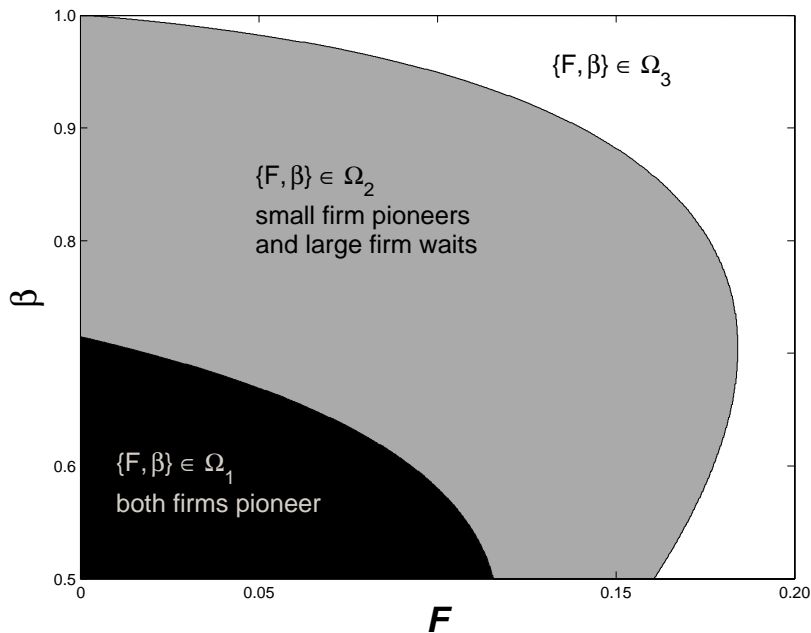 1.0
{F, β} ∈ Ω3
0.9
{F, β} ∈ Ω2
small firm pioneers
and large firm waits
0.8
β
{F, β} ∈ Ω1
both firms pioneer
0.6
0.5
0
0.05
0.15
0.20
F